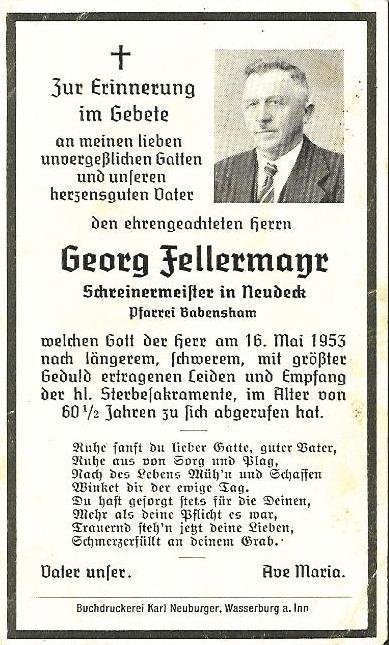 Zur Erinnerung
im Gebete
an meinen lieben
unvergeßlichen Gatten
und unseren
herzensguten Vater
den ehrengeachteten Herrn
Georg Fellermayr
Schreinermeister in Neudeck
Pfarrei Babensham
welchen Gott der Herr am 16. Mai 1953
nach längerem, schwerem, mit größter
Geduld ertragenen Leiden und Empfang
der hl. Sterbesakramente, im Alter von
60 1/2 Jahren zu sich abgerufen hat.
Ruhe sanft du lieber Gatte, guter Vater,
Ruhe aus von Sorg und Plag,
Nach des Lebens Müh'n und Schaffen
Winket dir der ewige Tag.
Du hast gesorgt stets für die Deinen,
Mehr als deine Pflicht es war,
Trauernd steh'n jetzt deine Lieben,
Schmerzerfüllt an deinem Grab.
Vater unser. Ave Maria.
Buchdruckerei Karl Neuburger, Wasserburg a. Inn